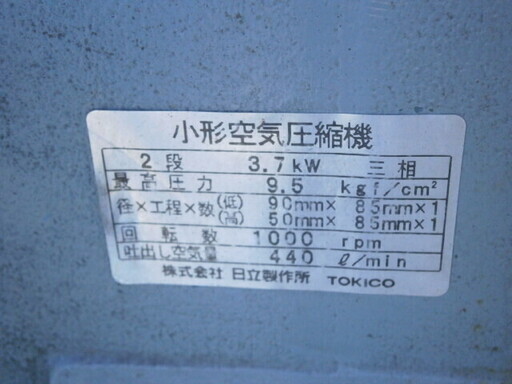 小形空気圧縮機
2段 3.7kW 三相
最高圧力 9.5 kgf/cm²
径×工程×数(低) 90mm× 85mm×1
(高) 50mm× 85mm×1
回転数 1000 rpm
吐出し空気量 440 ℓ/min
株式会社 日立製作所 TOKICO